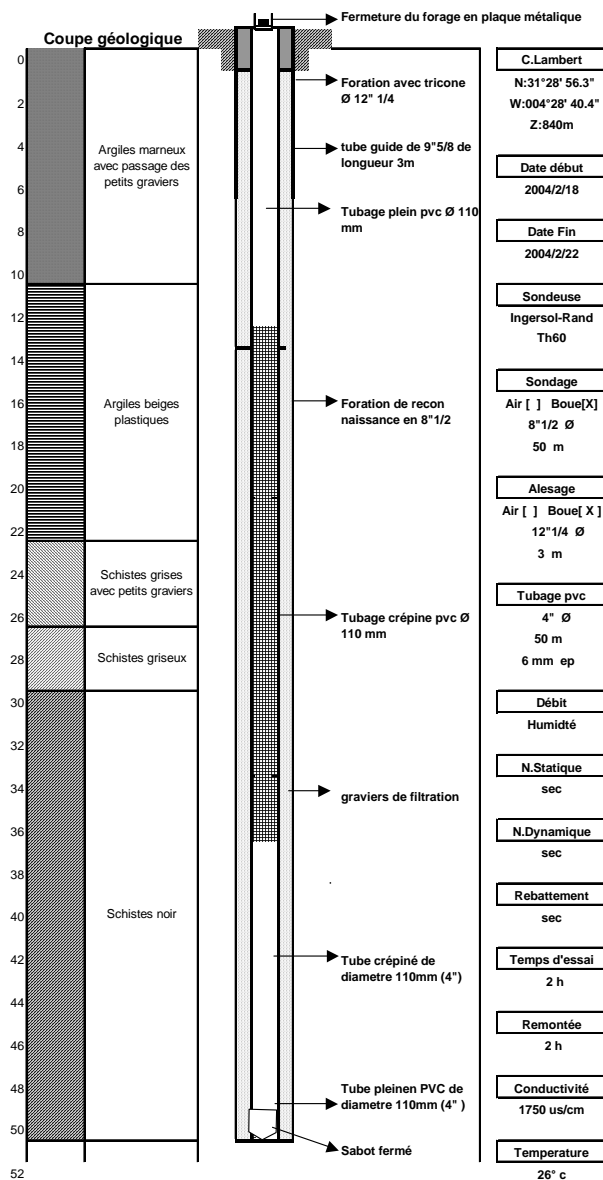 Fermeture du forage en plaque métalique
Coupe géologique
0
2
4
6
8
10
12
14
16
18
20
22
24
26
28
30
32
34
36
38
40
42
44
46
48
50
52
Argiles marneux
avec passage des
petits graviers
Argiles beiges
plastiques
Schistes grises
avec petits graviers
Schistes griseux
Schistes noir
Foration avec tricone
Ø 12" 1/4
tube guide de 9"5/8 de
longueur 3m
Tubage plein pvc Ø 110
mm
Foration de recon
naissance en 8"1/2
Tubage crépine pvc Ø
110 mm
graviers de filtration
Tube crépiné de
diametre 110mm (4")
Tube pleinen PVC de
diametre 110mm (4" )
Sabot fermé
C.Lambert
N:31°28' 56.3"
W:004°28' 40.4"
Z:840m
Date début
2004/2/18
Date Fin
2004/2/22
Sondeuse
Ingersol-Rand
Th60
Sondage
Air [ ] Boue[X]
8"1/2 Ø
50 m
Alesage
Air [ ] Boue[ X ]
12"1/4 Ø
3 m
Tubage pvc
4" Ø
50 m
6 mm ep
Débit
Humidté
N.Statique
sec
N.Dynamique
sec
Rebattement
sec
Temps d'essai
2 h
Remontée
2 h
Conductivité
1750 us/cm
Temperature
26° c